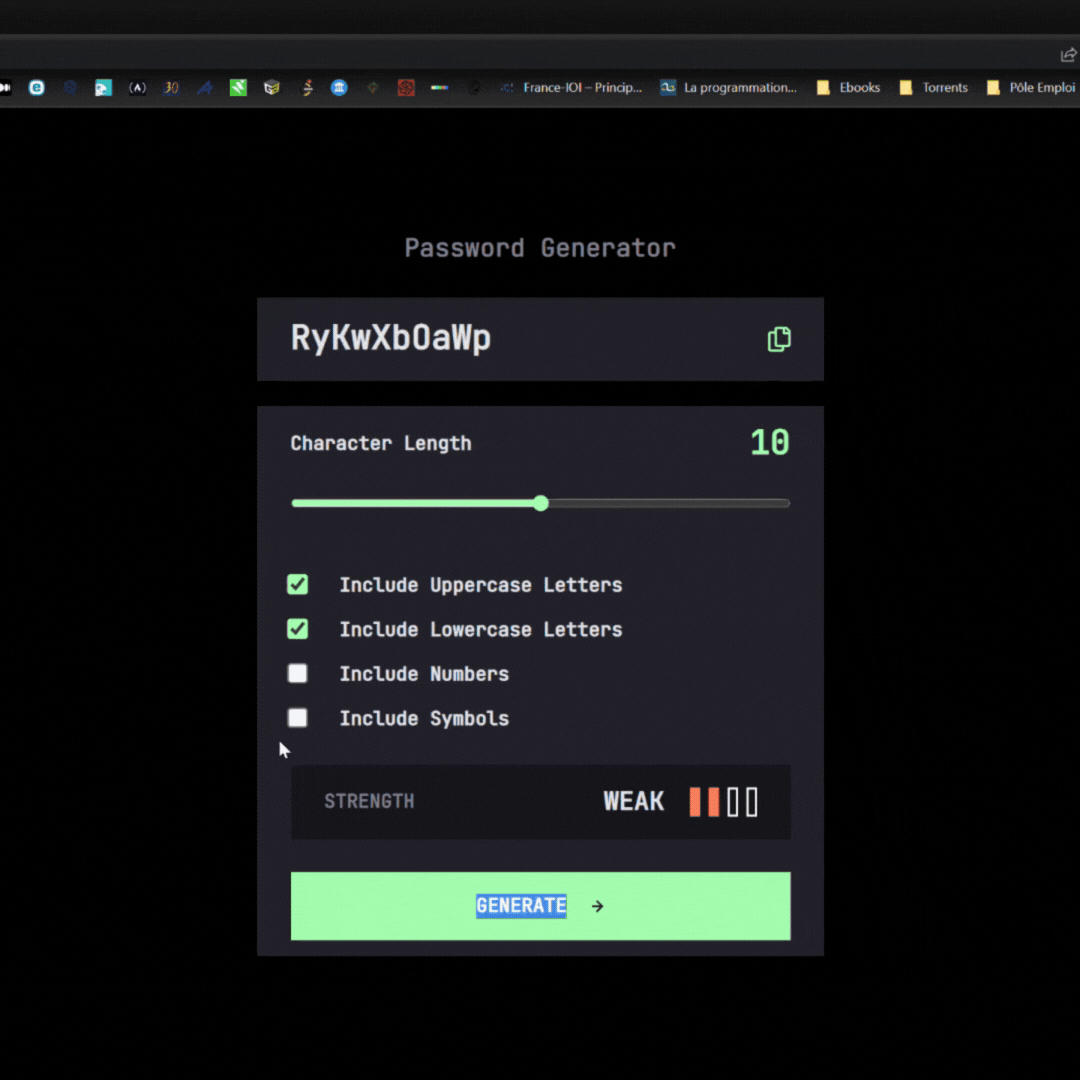 France-IOI – Princip... La programmation... Ebooks Torrents Pôle Emploi
Password Generator
RyKwXbOaWp
Character Length 10
Include Uppercase Letters
Include Lowercase Letters
Include Numbers
Include Symbols
STRENGTH WEAK
GENERATE →